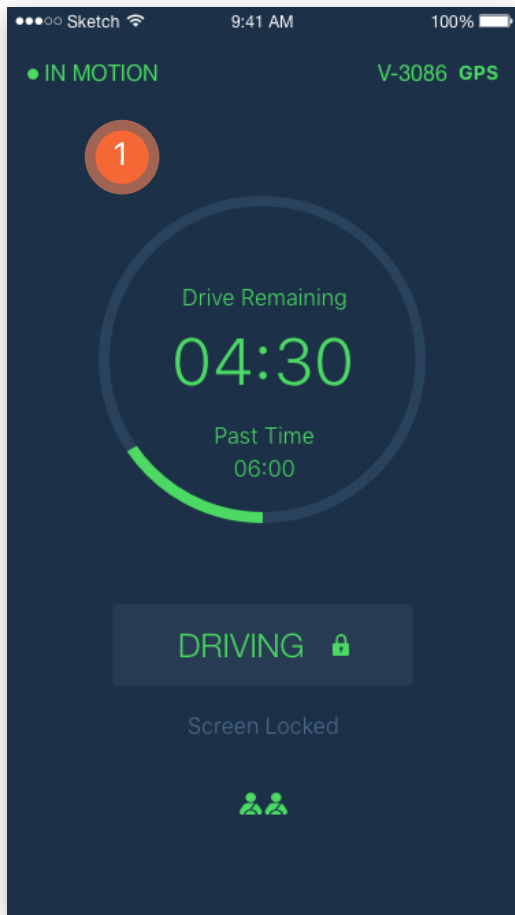 Sketch 9:41 AM 100%
IN MOTION V-3086 GPS
1
Drive Remaining
04:30
Past Time
06:00
DRIVING
Screen Locked